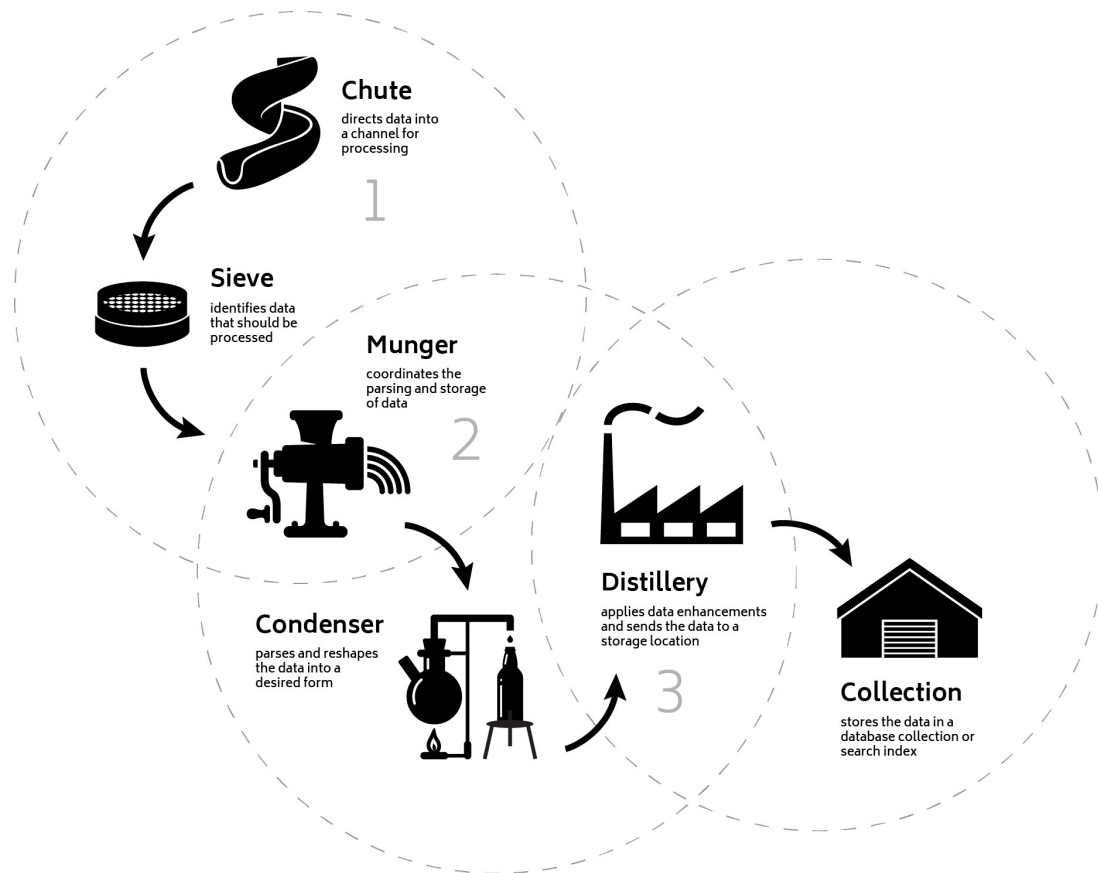 Chute
directs data into
a channel for
processing
1
Sieve
identifies data
that should be
processed
Munger
coordinates the
parsing and storage
of data
2
Condenser
parses and reshapes
the data into a
desired form
Distillery
applies data enhancements
and sends the data to a
storage location
3
Collection
stores the data in a
database collection or
search index